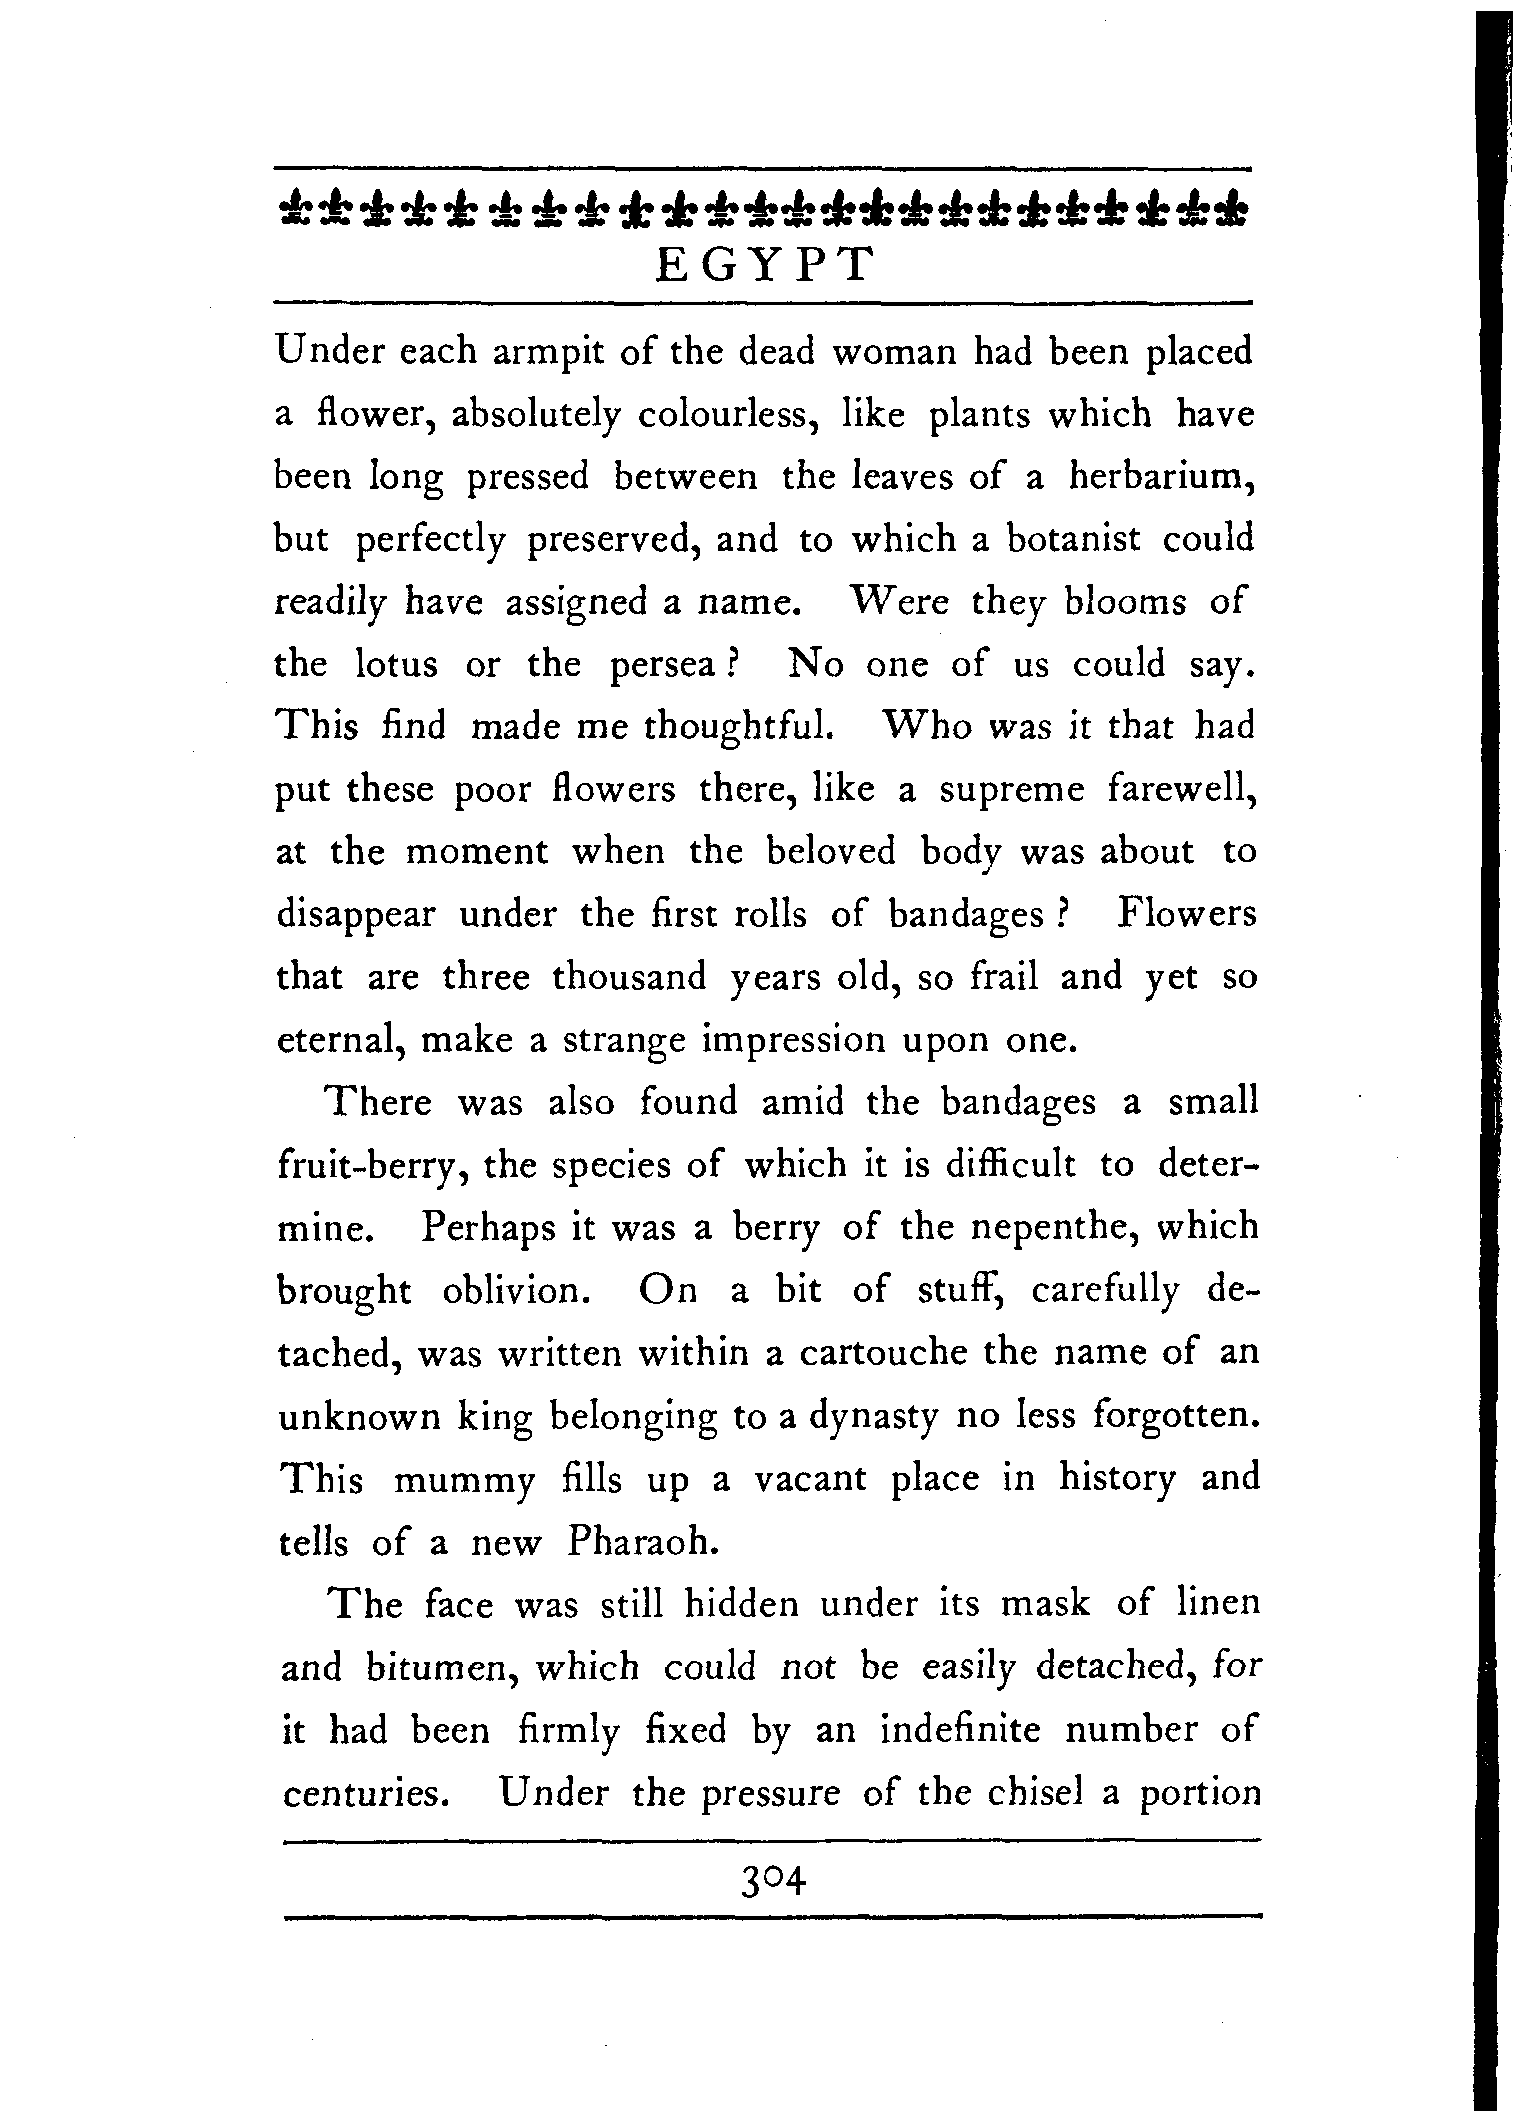 EGYPT
Under each armpit of the dead woman had been placed
a flower, absolutely colourless, like plants which have
been long pressed between the leaves of a herbarium,
but perfectly preserved, and to which a botanist could
readily have assigned a name. Were they blooms of
the lotus or the persea? No one of us could say.
This find made me thoughtful. Who was it that had
put these poor flowers there, like a supreme farewell,
at the moment when the beloved body was about to
disappear under the first rolls of bandages? Flowers
that are three thousand years old, so frail and yet so
eternal, make a strange impression upon one.
There was also found amid the bandages a small
fruit-berry, the species of which it is difficult to deter-
mine. Perhaps it was a berry of the nepenthe, which
brought oblivion. On a bit of stuff, carefully de-
tached, was written within a cartouche the name of an
unknown king belonging to a dynasty no less forgotten.
This mummy fills up a vacant place in history and
tells of a new Pharaoh.
The face was still hidden under its mask of linen
and bitumen, which could not be easily detached, for
it had been firmly fixed by an indefinite number of
centuries. Under the pressure of the chisel a portion
304